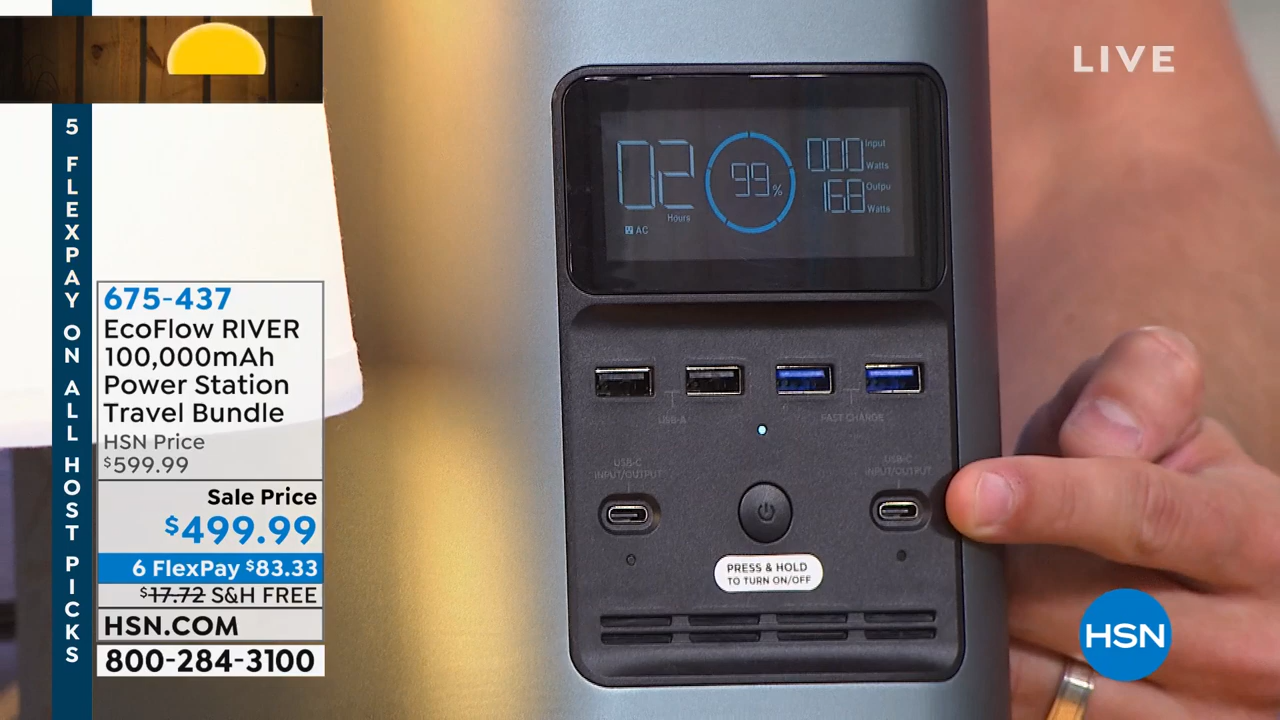 LIVE
5 FLEXPAY ON ALL HOST PICKS
675-437
EcoFlow RIVER
100,000mAh
Power Station
Travel Bundle
HSN Price
$599.99
Sale Price
$499.99
6 FlexPay $83.33
$17.72 S&H FREE
HSN.COM
800-284-3100
02
Hours
AC
99%
000 Input
Watts
168 Outpu
Watts
USB-A
FAST CHARGE
USB-C
INPUT/OUTPUT
USB-C
INPUT/OUTPUT
PRESS & HOLD
TO TURN ON/OFF
HSN